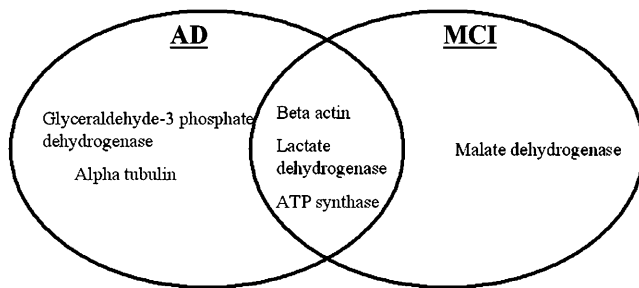 AD
MCI
Glyceraldehyde-3 phosphate
dehydrogenase
Alpha tubulin
Beta actin
Lactate
dehydrogenase
ATP synthase
Malate dehydrogenase